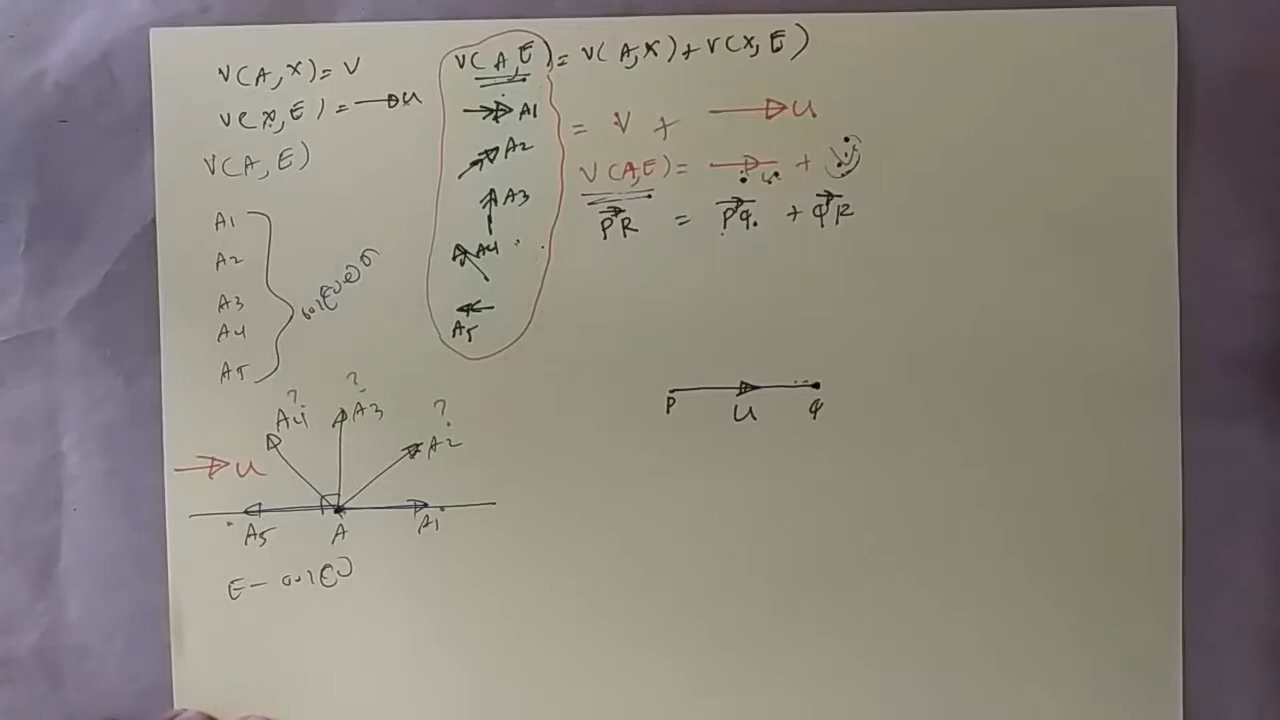 V(A,X)= V
V(X,E) = u
V(A,E)
A1
A2
A3
A4
A5
V(A,E) = V(A,X)+V(X,E)
A1
A2
A3
A4
A5
= V + u
V(A,E)= u +
PR = PQ + QR
? ? ?
A4 A3 A2
u
A5 A A1
E –
P u Q